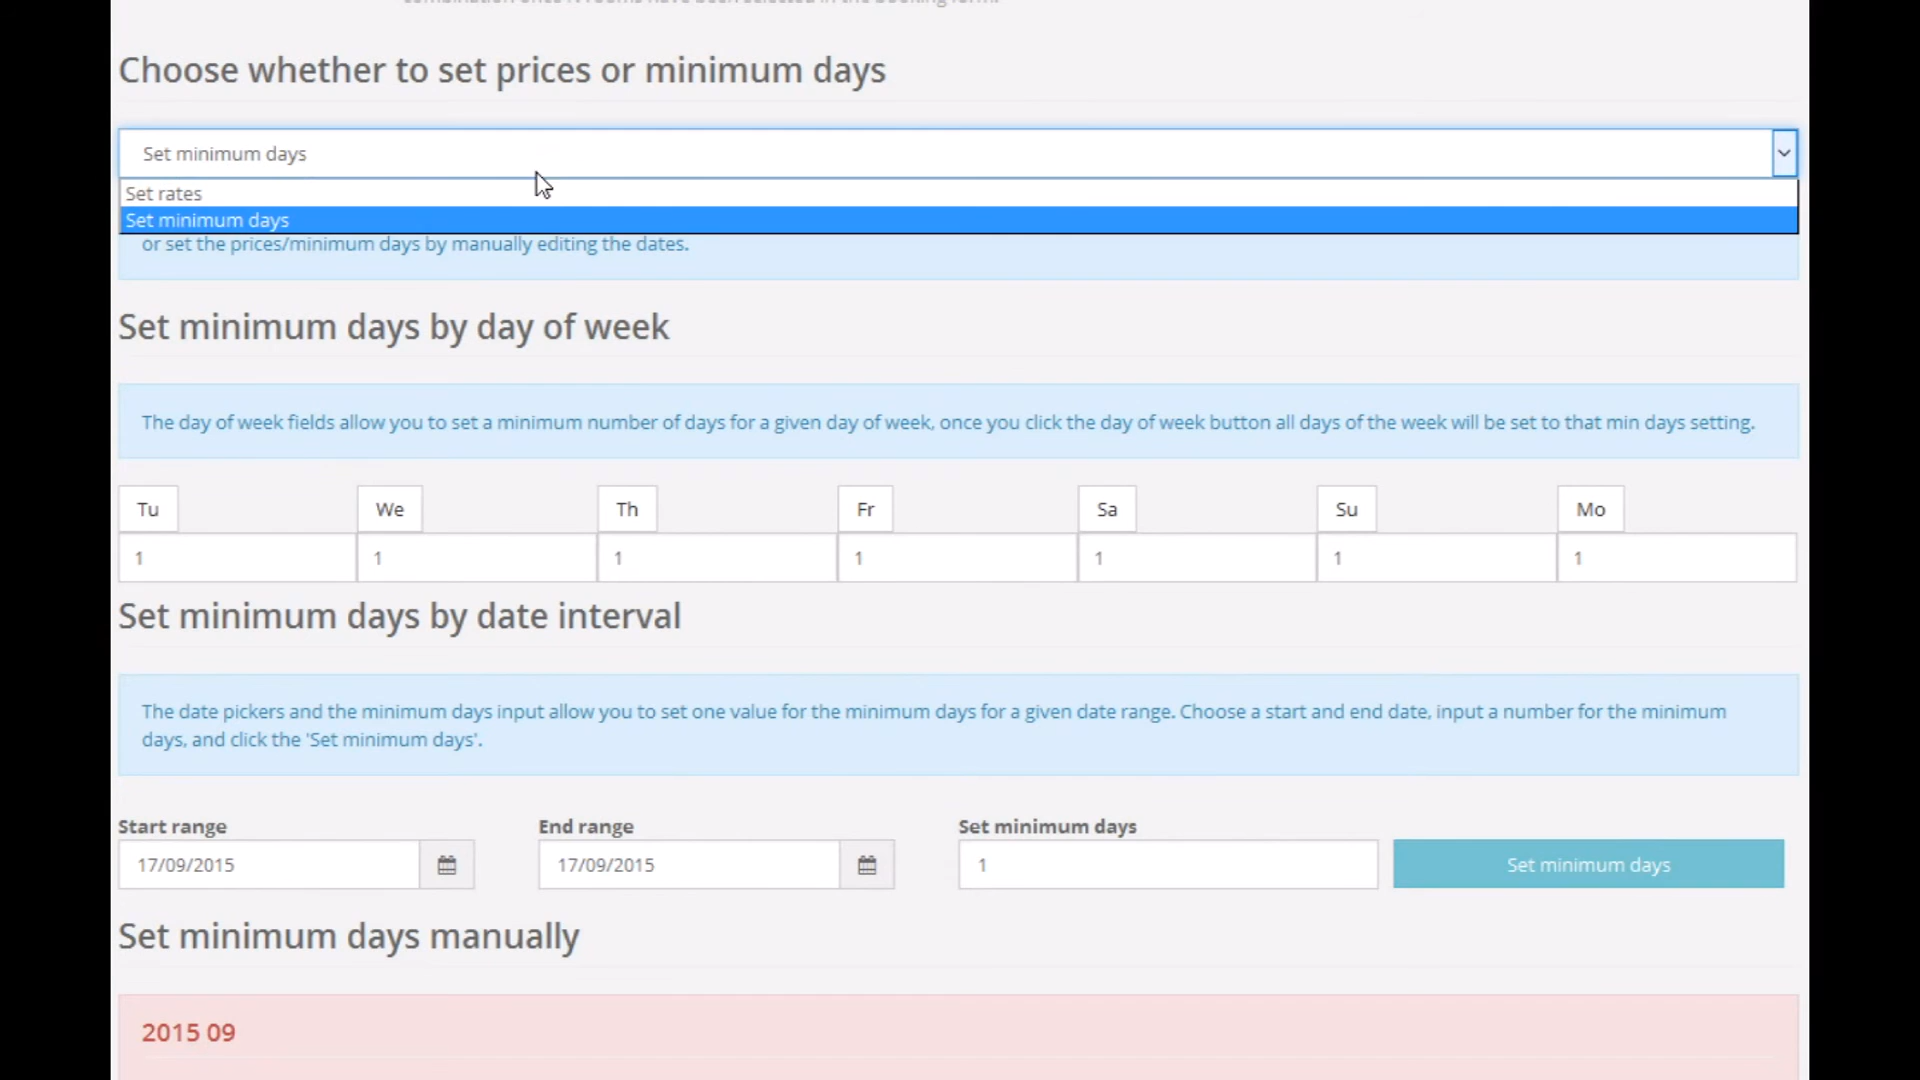 Choose whether to set prices or minimum days
Set minimum days
Set rates
Set minimum days
or set the prices/minimum days by manually editing the dates.
Set minimum days by day of week
The day of week fields allow you to set a minimum number of days for a given day of week, once you click the day of week button all days of the week will be set to that min days setting.
Tu We Th Fr Sa Su Mo
1 1 1 1 1 1 1
Set minimum days by date interval
The date pickers and the minimum days input allow you to set one value for the minimum days for a given date range. Choose a start and end date, input a number for the minimum
days, and click the 'Set minimum days'.
Start range End range Set minimum days
17/09/2015 17/09/2015 1 Set minimum days
Set minimum days manually
2015 09